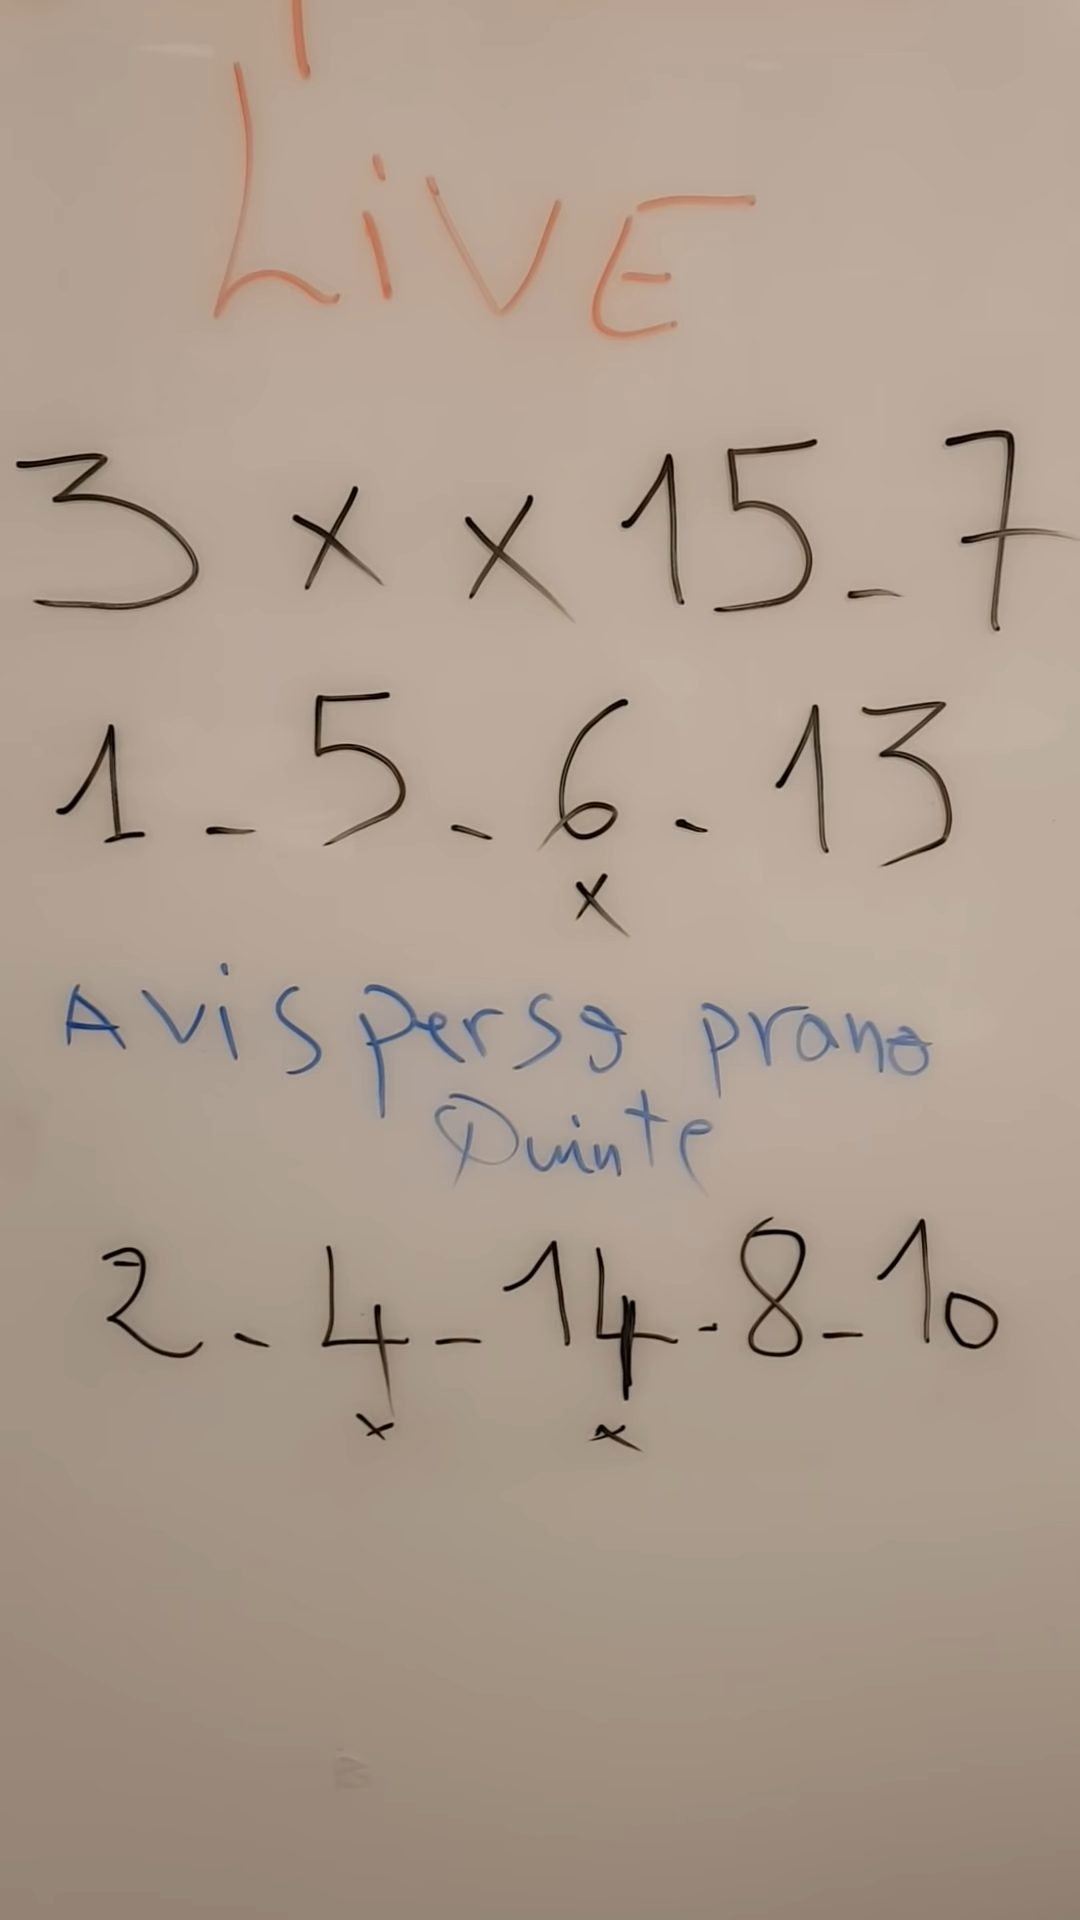 LiVE
3 x x 15 _ 7
1 - 5 - 6 - 13
x
AVis perso prono
Quinte
2 - 4 - 14 - 8 - 10
x x